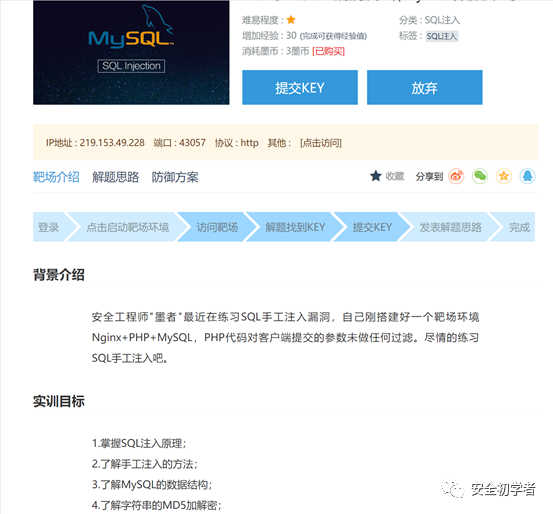 MySQL
SQL Injection
难易程度 :
分类 : SQL注入
增加经验 : 30 (完成可获得经验值)
标签 : SQL注入
消耗墨币 : 3墨币 [已购买]
提交KEY
放弃
IP地址 : 219.153.49.228 端口 : 43057 协议 : http 其他 : [点击访问]
靶场介绍 解题思路 防御方案
收藏 分享到
登录 点击启动靶场环境 访问靶场 解题找到KEY 提交KEY 发表解题思路 完成
背景介绍
安全工程师"墨者"最近在练习SQL手工注入漏洞，自己刚搭建好一个靶场环境
Nginx+PHP+MySQL，PHP代码对客户端提交的参数未做任何过滤。尽情的练习
SQL手工注入吧。
实训目标
1.掌握SQL注入原理；
2.了解手工注入的方法；
3.了解MySQL的数据结构；
4.了解字符串的MD5加解密；
安全初学者